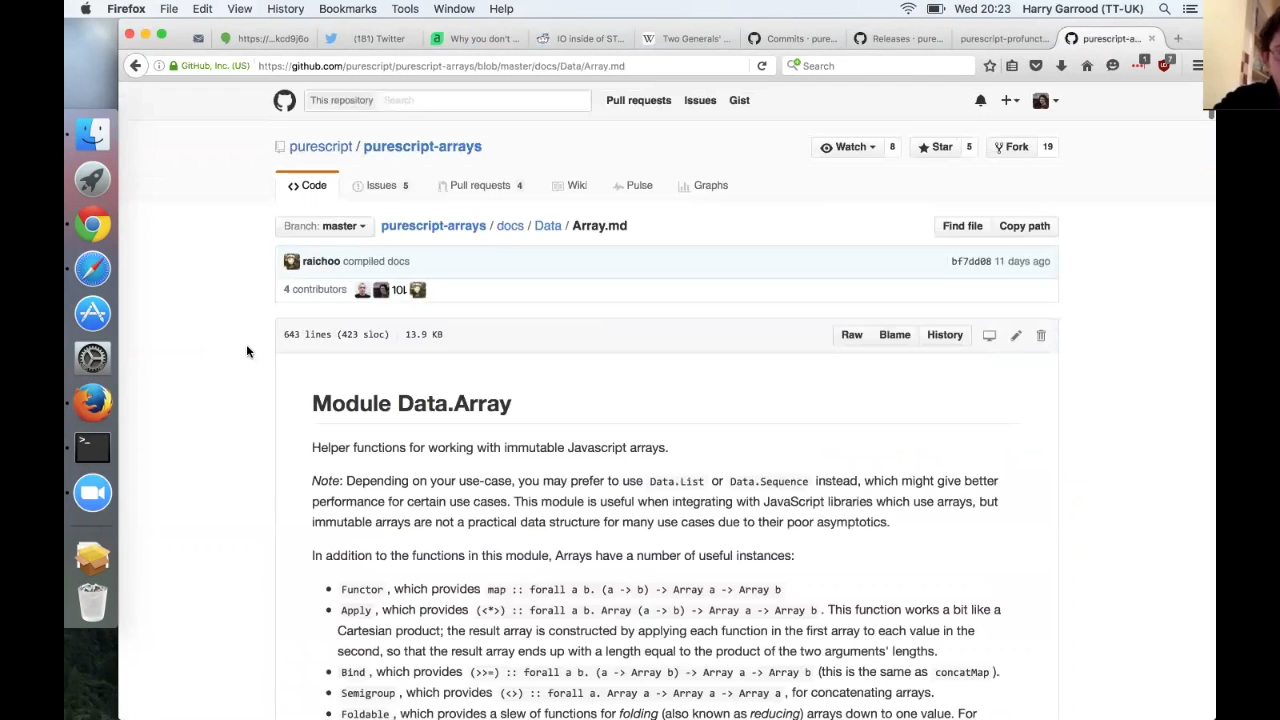 Firefox File Edit View History Bookmarks Tools Window Help Wed 20:23 Harry Garrood (TT-UK)
https://...kcd9j6o (181) Twitter Why you don't ... IO inside of ST... Two Generals' ... Commits · pure... Releases · pure... purescript-profunct purescript-a...
GitHub, Inc. (US) https://github.com/purescript/purescript-arrays/blob/master/docs/Data/Array.md Search
This repository Search Pull requests Issues Gist
purescript / purescript-arrays Watch 8 Star 5 Fork 19
Code Issues 5 Pull requests 4 Wiki Pulse Graphs
Branch: master purescript-arrays / docs / Data / Array.md Find file Copy path
raichoo compiled docs bf7dd08 11 days ago
4 contributors
643 lines (423 sloc) 13.9 KB Raw Blame History
Module Data.Array
Helper functions for working with immutable Javascript arrays.
Note: Depending on your use-case, you may prefer to use Data.List or Data.Sequence instead, which might give better
performance for certain use cases. This module is useful when integrating with JavaScript libraries which use arrays, but
immutable arrays are not a practical data structure for many use cases due to their poor asymptotics.
In addition to the functions in this module, Arrays have a number of useful instances:
• Functor , which provides map :: forall a b. (a -> b) -> Array a -> Array b
• Apply , which provides (<*>) :: forall a b. Array (a -> b) -> Array a -> Array b . This function works a bit like a
Cartesian product; the result array is constructed by applying each function in the first array to each value in the
second, so that the result array ends up with a length equal to the product of the two arguments' lengths.
• Bind , which provides (>>=) :: forall a b. (a -> Array b) -> Array a -> Array b (this is the same as concatMap ).
• Semigroup , which provides (<>) :: forall a. Array a -> Array a -> Array a , for concatenating arrays.
• Foldable , which provides a slew of functions for folding (also known as reducing) arrays down to one value. For